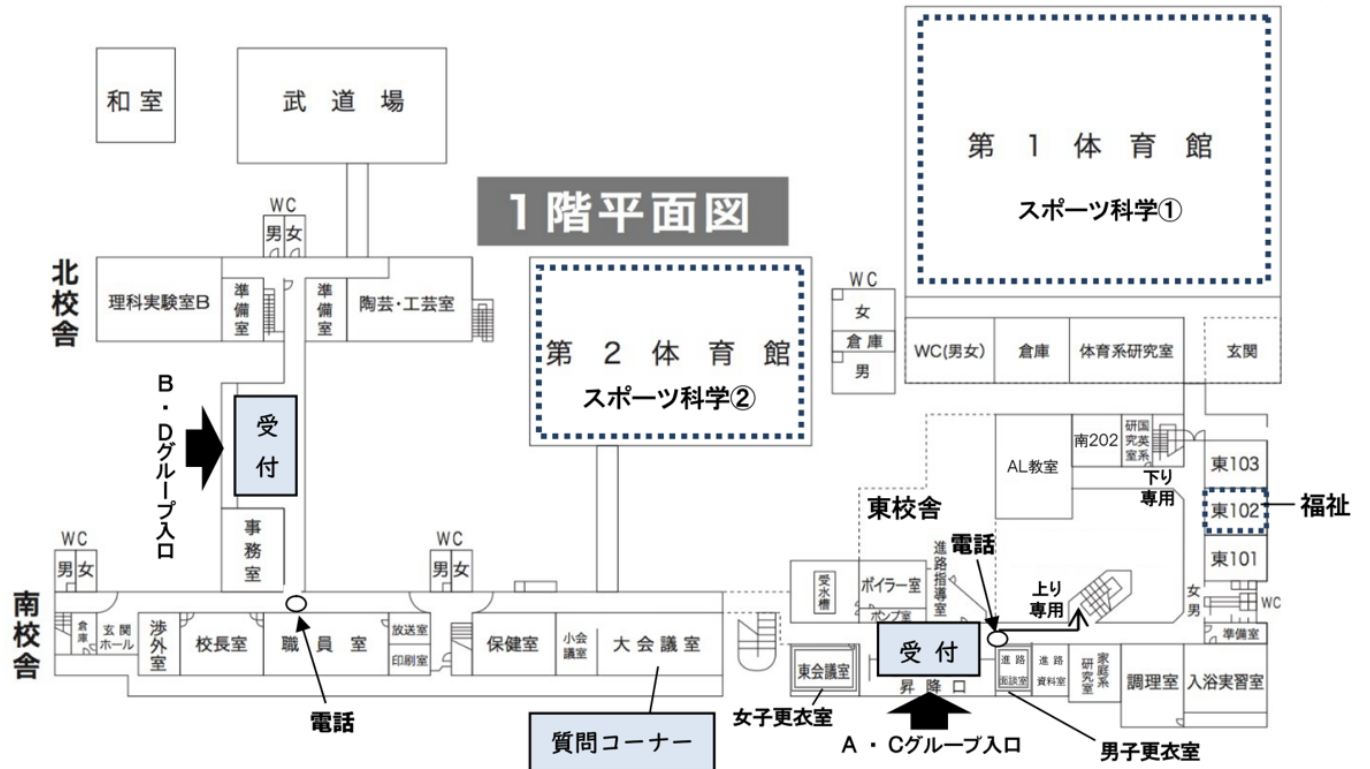 和室
武道場
第1体育館
スポーツ科学①
1階平面図
WC
男 女
北校舎
理科実験室B
準備室
準備室
陶芸・工芸室
第2体育館
スポーツ科学②
WC
女
倉庫
男
WC(男女)
倉庫
体育系研究室
玄関
B・Dグループ入口
受付
AL教室
南202
国英系研究室
下り専用
東103
東102
福祉
東101
東校舎
電話
事務室
WC
男 女
WC
男 女
受水槽
ボイラー室
ポンプ室
進路指導室
上り専用
女
男
WC
準備室
南校舎
倉庫
玄関ホール
渉外室
校長室
職員室
放送室
印刷室
保健室
小会議室
大会議室
東会議室
受付
昇降口
進路面談室
進路資料室
家庭系研究室
調理室
入浴実習室
電話
質問コーナー
女子更衣室
A・Cグループ入口
男子更衣室